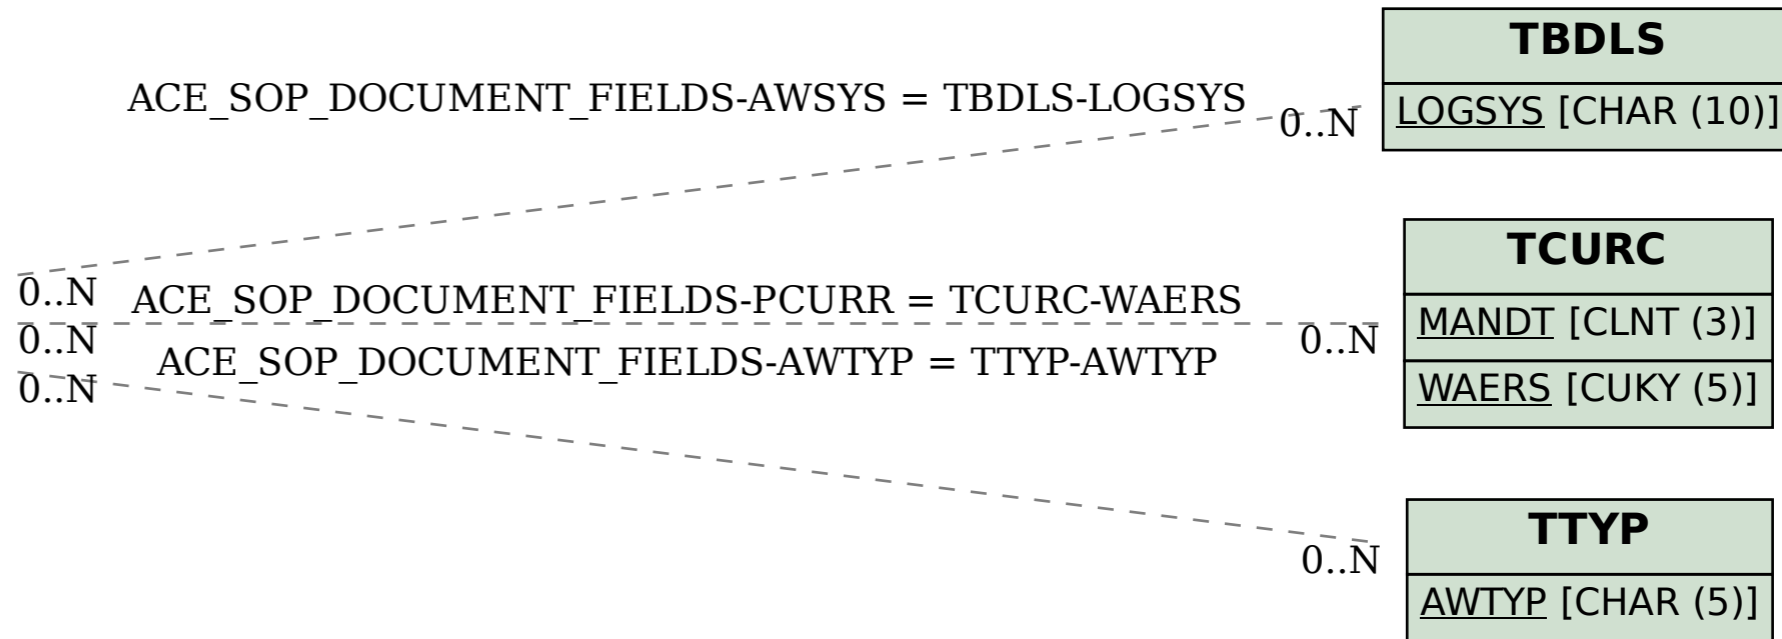 TBDLS
ACE_SOP_DOCUMENT_FIELDS-AWSYS = TBDLS-LOGSYS
0..N
LOGSYS [CHAR (10)]
TCURC
0..N
ACE_SOP_DOCUMENT_FIELDS-PCURR = TCURC-WAERS
MANDT [CLNT (3)]
0..N
0..N
ACE_SOP_DOCUMENT_FIELDS-AWTYP = TTYP-AWTYP
0..N
WAERS [CUKY (5)]
TTYP
0..N
AWTYP [CHAR (5)]